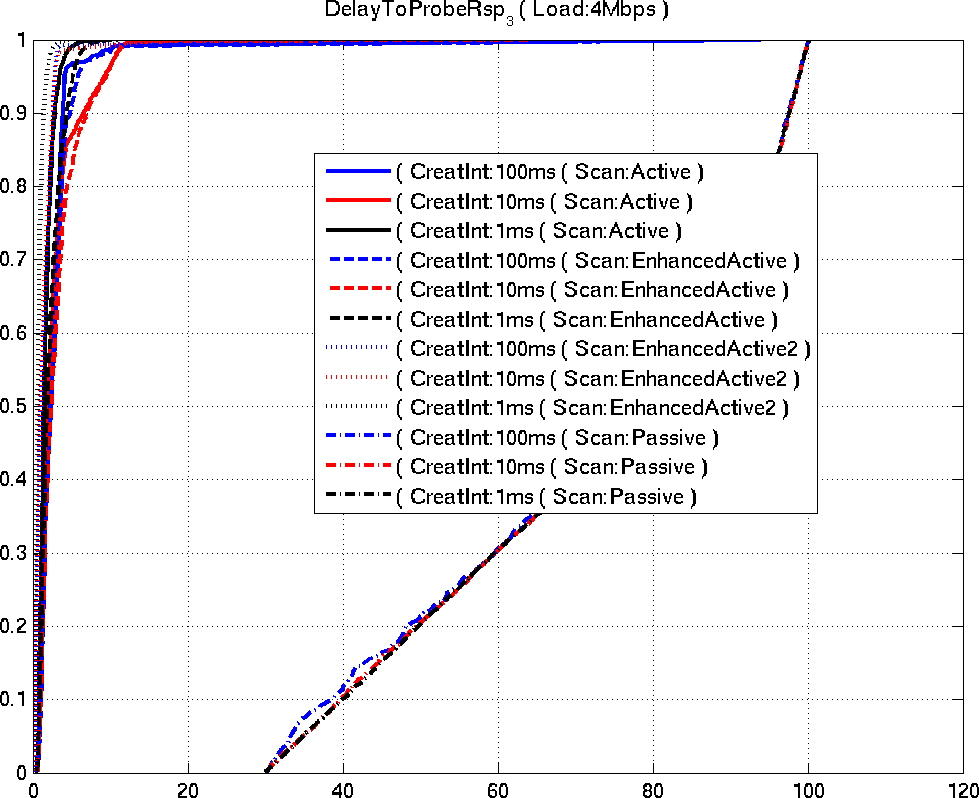 DelayToProbeRsp3 ( Load:4Mbps )
1
0.9
0.8
0.7
0.6
0.5
0.4
0.3
0.2
0.1
0
( CreatInt:100ms ( Scan:Active )
( CreatInt:10ms ( Scan:Active )
( CreatInt:1ms ( Scan:Active )
( CreatInt:100ms ( Scan:EnhancedActive )
( CreatInt:10ms ( Scan:EnhancedActive )
( CreatInt:1ms ( Scan:EnhancedActive )
( CreatInt:100ms ( Scan:EnhancedActive2 )
( CreatInt:10ms ( Scan:EnhancedActive2 )
( CreatInt:1ms ( Scan:EnhancedActive2 )
( CreatInt:100ms ( Scan:Passive )
( CreatInt:10ms ( Scan:Passive )
( CreatInt:1ms ( Scan:Passive )
0 20 40 60 80 100 120